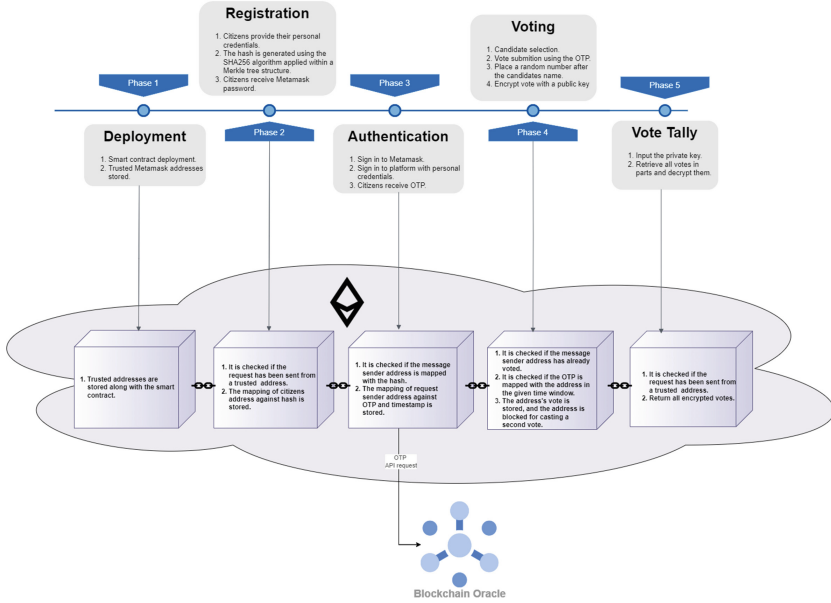 Registration
1. Citizens provide their personal
credentials.
2. The hash is generated using the
SHA256 algorithm applied within a
Merkle tree structure.
3. Citizens receive Metamask
password.
Voting
1. Candidate selection.
2. Vote submition using the OTP.
3. Place a random number after
the candidates name.
4. Encrypt vote with a public key
Phase 1
Phase 3
Phase 5
Phase 2
Phase 4
Deployment
1. Smart contract deployment.
2. Trusted Metamask addresses
stored.
Authentication
1. Sign in to Metamask.
2. Sign in to platform with personal
credentials.
3. Citizens receive OTP.
Vote Tally
1. Input the private key.
2. Retrieve all votes in
parts and decrypt them.
1. Trusted addresses are
stored along with the smart
contract.
1. It is checked if the
request has been sent from
a trusted address.
2. The mapping of citizens
address against hash is
stored.
1. It is checked if the message
sender address is mapped
with the hash.
2. The mapping of request
sender address against
OTP and timestamp is
stored.
1. It is checked if the message
sender address has already
voted.
2. It is checked if the OTP is
mapped with the address in
the given time window.
3. The address's vote is
stored, and the address is
blocked for casting a
second vote.
1. It is checked if the
request has been sent from
a trusted address.
2. Return all encrypted votes.
OTP
API request
Blockchain Oracle